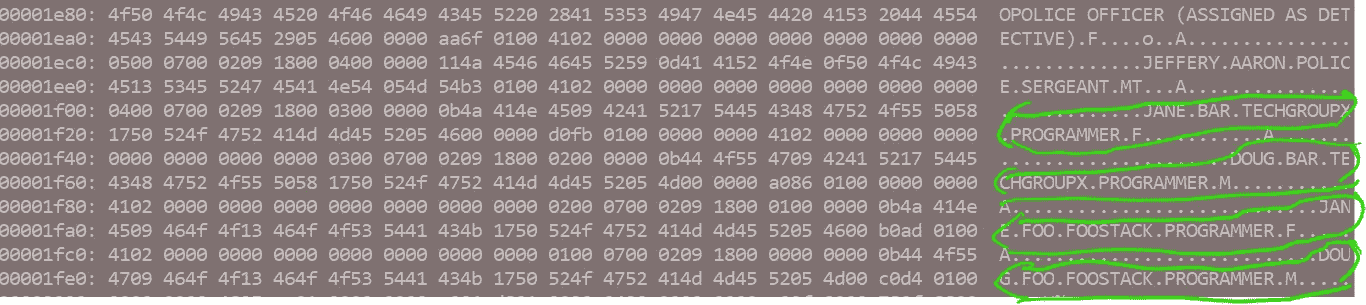 00001e80: 4f50 4f4c 4943 4520 4f46 4649 4345 5220 2841 5353 4947 4e45 4420 4153 2044 4554 OPOLICE OFFICER (ASSIGNED AS DET
00001ea0: 4543 5449 5645 2905 4600 0000 aa6f 0100 4102 0000 0000 0000 0000 0000 0000 0000 ECTIVE).F....o..A...............
00001ec0: 0500 0700 0209 1800 0400 0000 114a 4546 4645 5259 0d41 4152 4f4e 0f50 4f4c 4943 .............JEFFERY.AARON.POLIC
00001ee0: 4513 5345 5247 4541 4e54 054d 54b3 0100 4102 0000 0000 0000 0000 0000 0000 0000 E.SERGEANT.MT...A...............
00001f00: 0400 0700 0209 1800 0300 0000 0b4a 414e 4509 4241 5217 5445 4348 4752 4f55 5058 .............JANE.BAR.TECHGROUPX
00001f20: 1750 524f 4752 414d 4d45 5205 4600 0000 d0fb 0100 0000 0000 4102 0000 0000 0000 .PROGRAMMER.F...........A.......
00001f40: 0000 0000 0000 0000 0300 0700 0209 1800 0200 0000 0b44 4f55 4709 4241 5217 5445 .....................DOUG.BAR.TE
00001f60: 4348 4752 4f55 5058 1750 524f 4752 414d 4d45 5205 4d00 0000 a086 0100 0000 0000 CHGROUPX.PROGRAMMER.M...........
00001f80: 4102 0000 0000 0000 0000 0000 0000 0000 0200 0700 0209 1800 0100 0000 0b4a 414e A............................JAN
00001fa0: 4509 464f 4f13 464f 4f53 5441 434b 1750 524f 4752 414d 4d45 5205 4600 b0ad 0100 E.FOO.FOOSTACK.PROGRAMMER.F.....
00001fc0: 4102 0000 0000 0000 0000 0000 0000 0000 0100 0700 0209 1800 0000 0000 0b44 4f55 A............................DOU
00001fe0: 4709 464f 4f13 464f 4f53 5441 434b 1750 524f 4752 414d 4d45 5205 4d00 c0d4 0100 G.FOO.FOOSTACK.PROGRAMMER.M.....